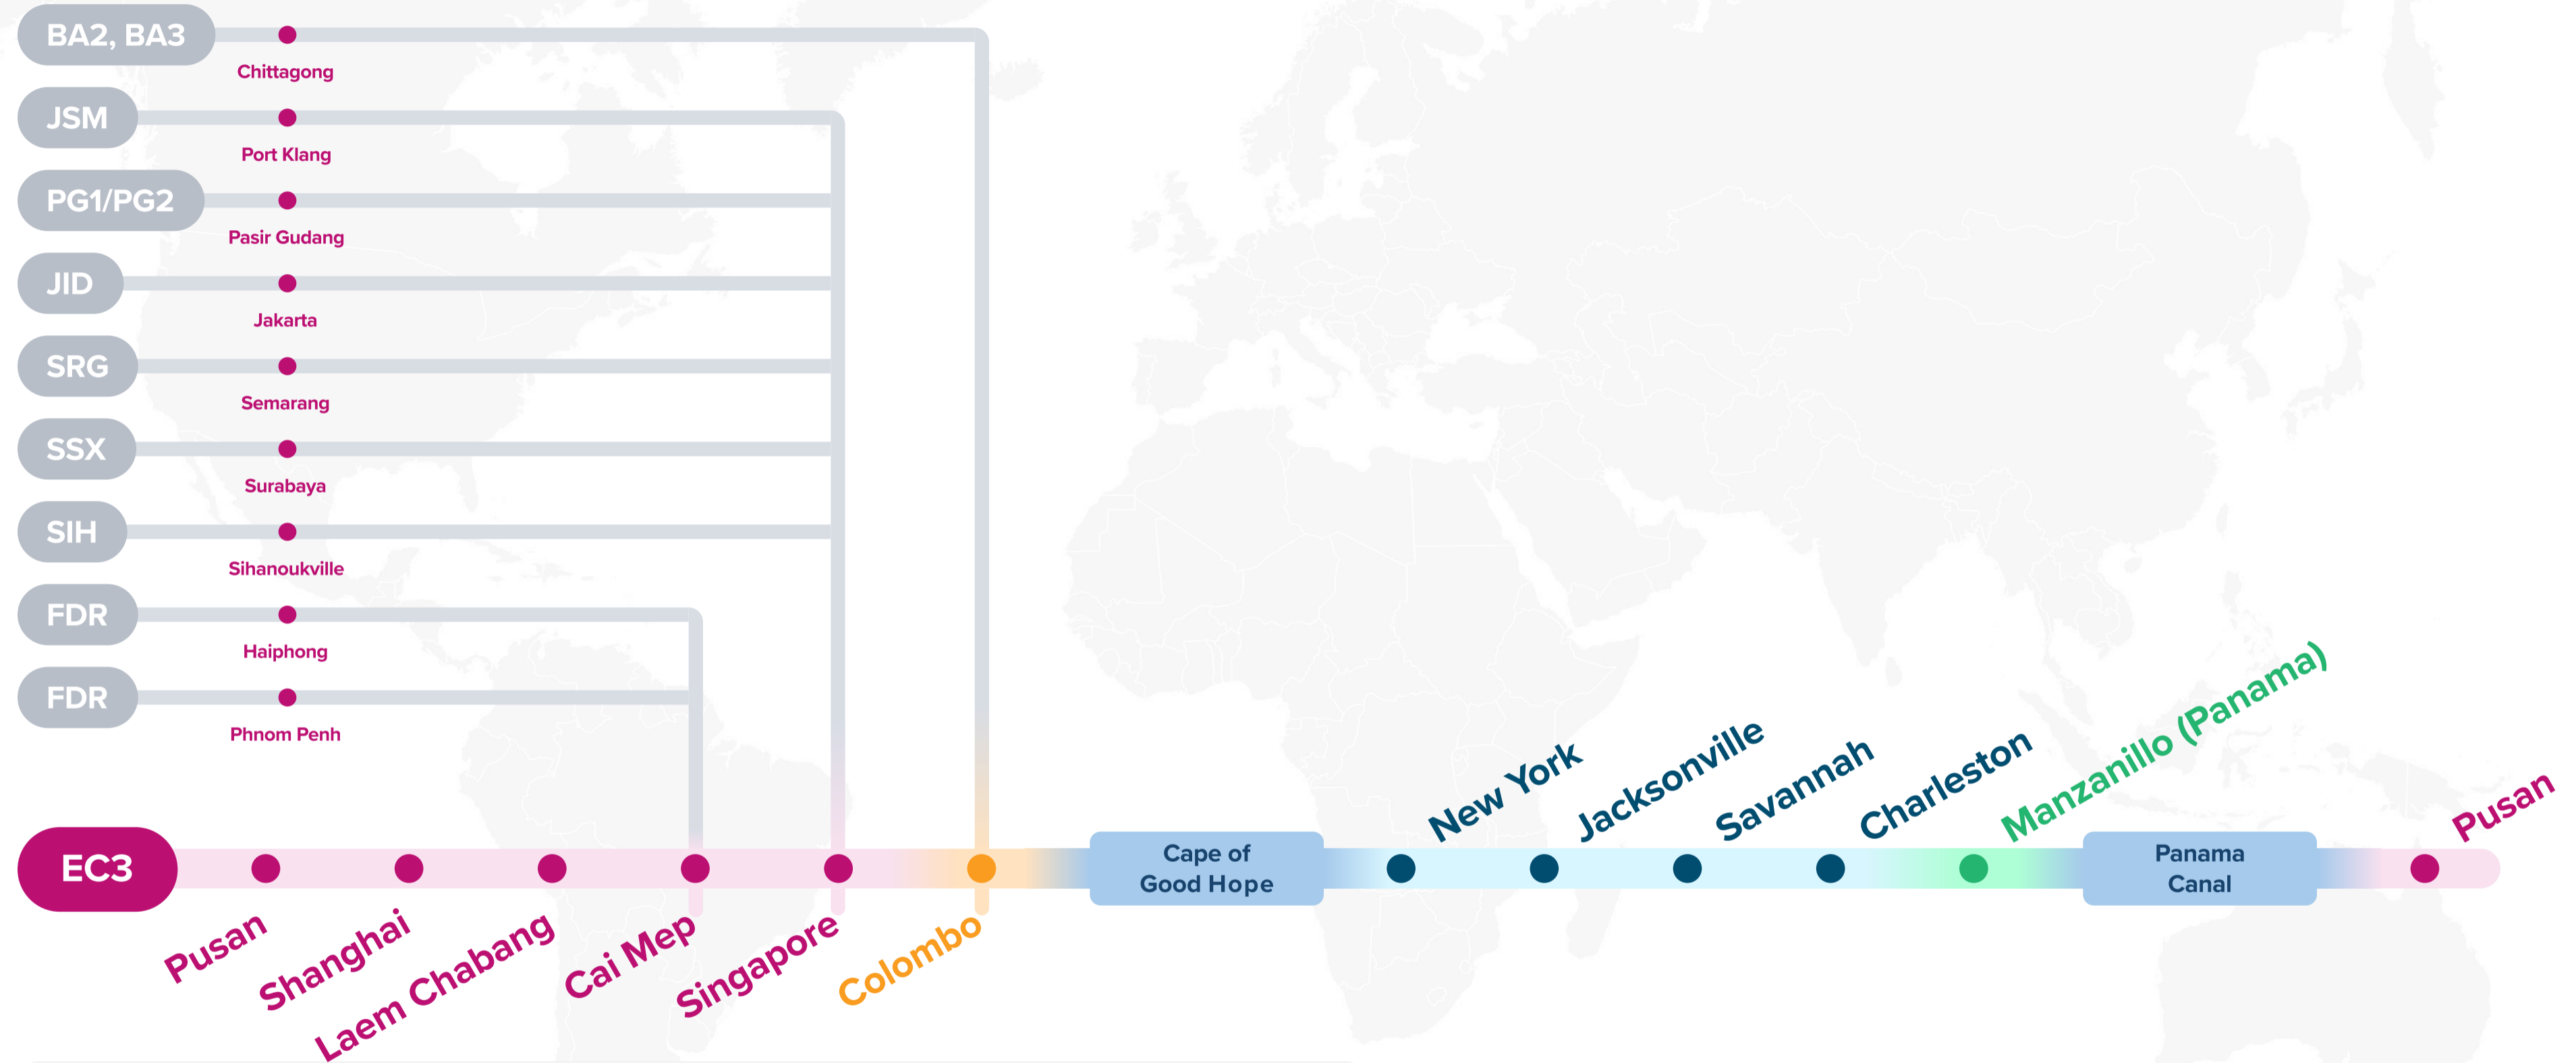 BA2, BA3
Chittagong
JSM
Port Klang
PG1/PG2
Pasir Gudang
JID
Jakarta
SRG
Semarang
SSX
Surabaya
SIH
Sihanoukville
FDR
Haiphong
FDR
Phnom Penh
EC3
Pusan
Shanghai
Laem Chabang
Cai Mep
Singapore
Colombo
Cape of
Good Hope
New York
Jacksonville
Savannah
Charleston
Manzanillo (Panama)
Panama
Canal
Pusan